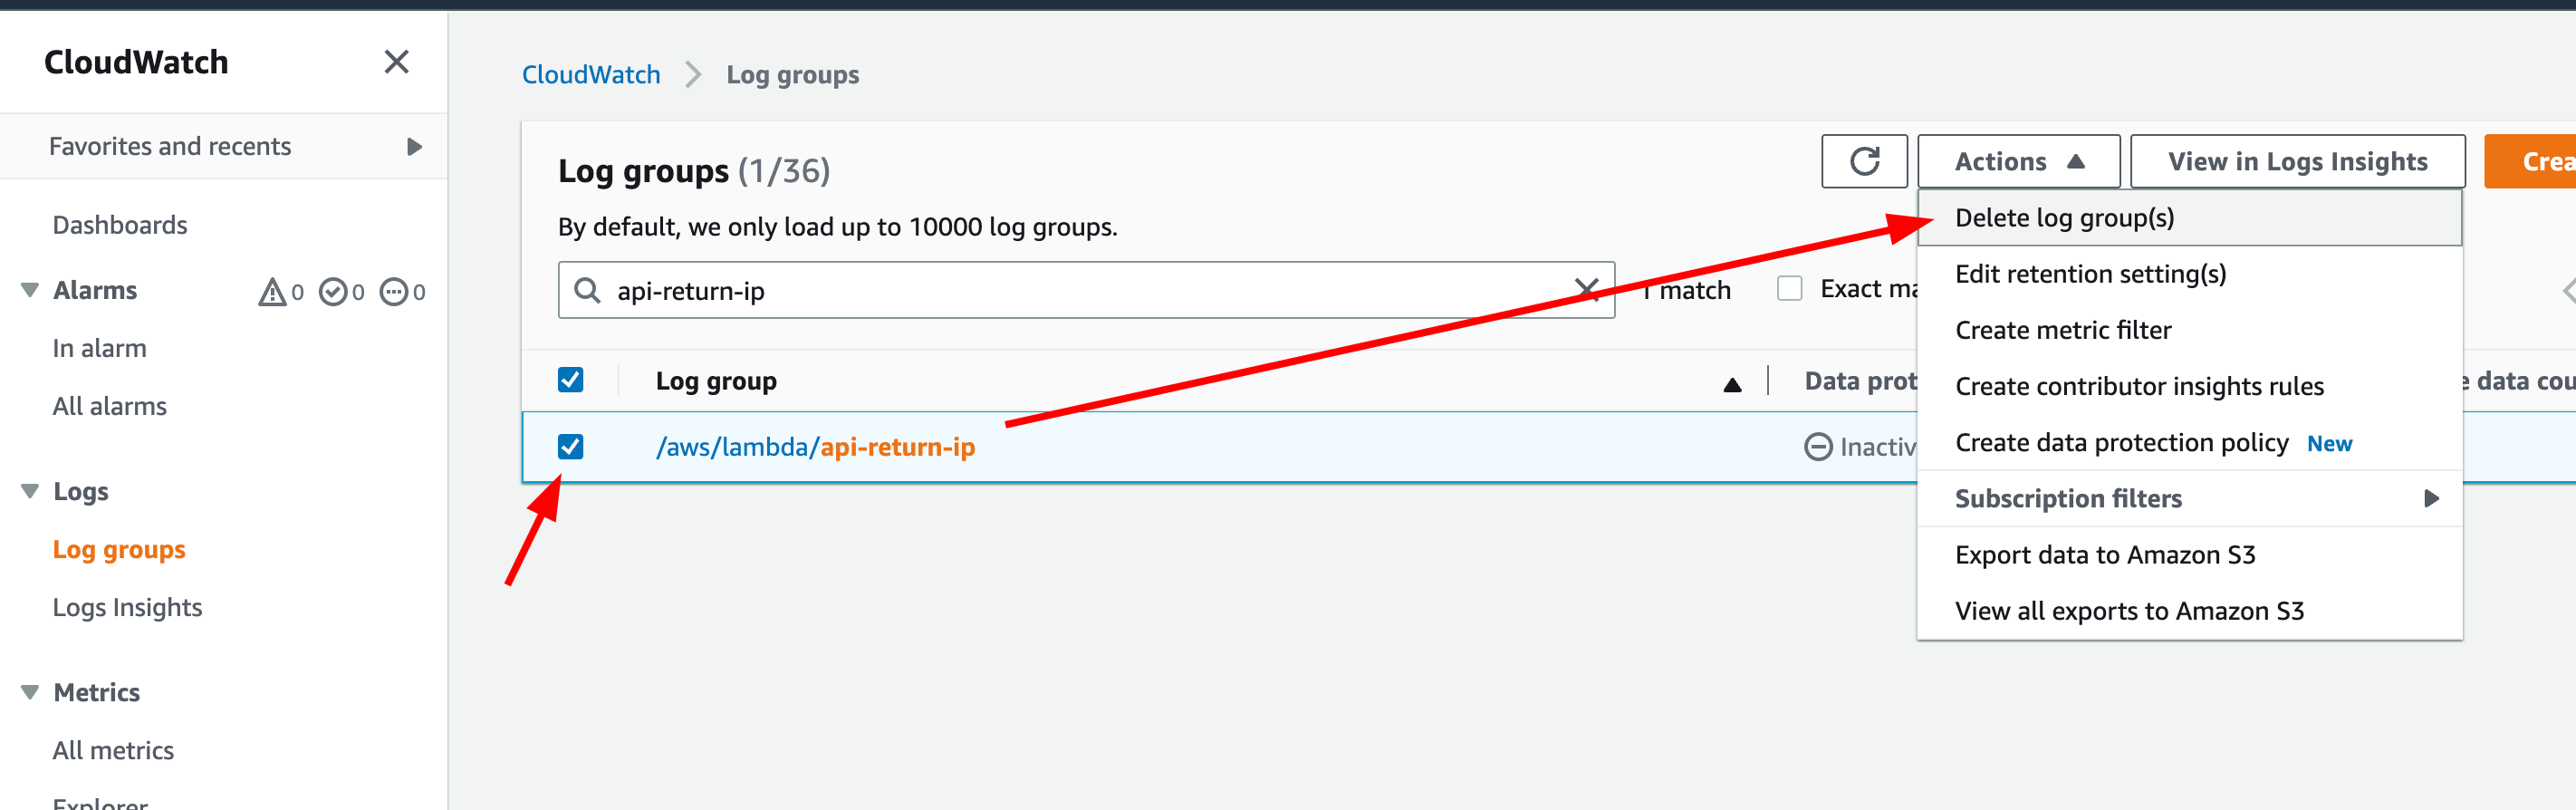 CloudWatch
Favorites and recents
Dashboards
Alarms 0 0 0
In alarm
All alarms
Logs
Log groups
Logs Insights
Metrics
All metrics
Explorer
CloudWatch Log groups
Log groups (1/36)
Actions
View in Logs Insights
Crea
By default, we only load up to 10000 log groups.
api-return-ip
1 match
Exact ma
Log group
Data prot
e data cou
/aws/lambda/api-return-ip
Inactiv
Delete log group(s)
Edit retention setting(s)
Create metric filter
Create contributor insights rules
Create data protection policy New
Subscription filters
Export data to Amazon S3
View all exports to Amazon S3